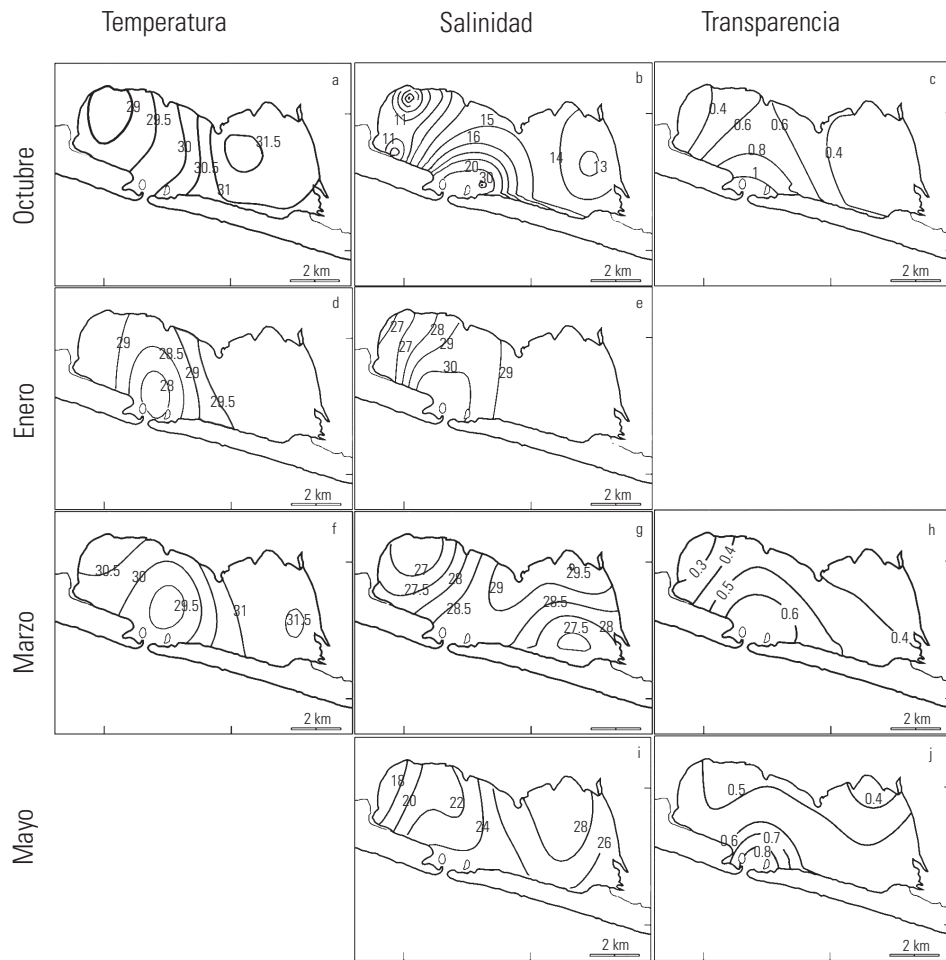 Temperatura Salinidad Transparencia
Octubre
a
29
29.5
30
30.5
31
31.5
2 km
b
11
11
15
16
20
30
14
13
2 km
c
0.4
0.6
0.6
0.8
1
0.4
2 km
Enero
d
29
28.5
28
29
29.5
2 km
e
27
27
28
29
30
29
2 km
Marzo
f
30.5
30
29.5
31
31.5
2 km
g
27
27.5
28
28.5
29
29.5
28.5
27.5
28
2 km
h
0.3
0.4
0.5
0.6
0.4
2 km
Mayo
i
18
20
22
24
28
26
2 km
j
0.5
0.4
0.6
0.7
0.8
2 km